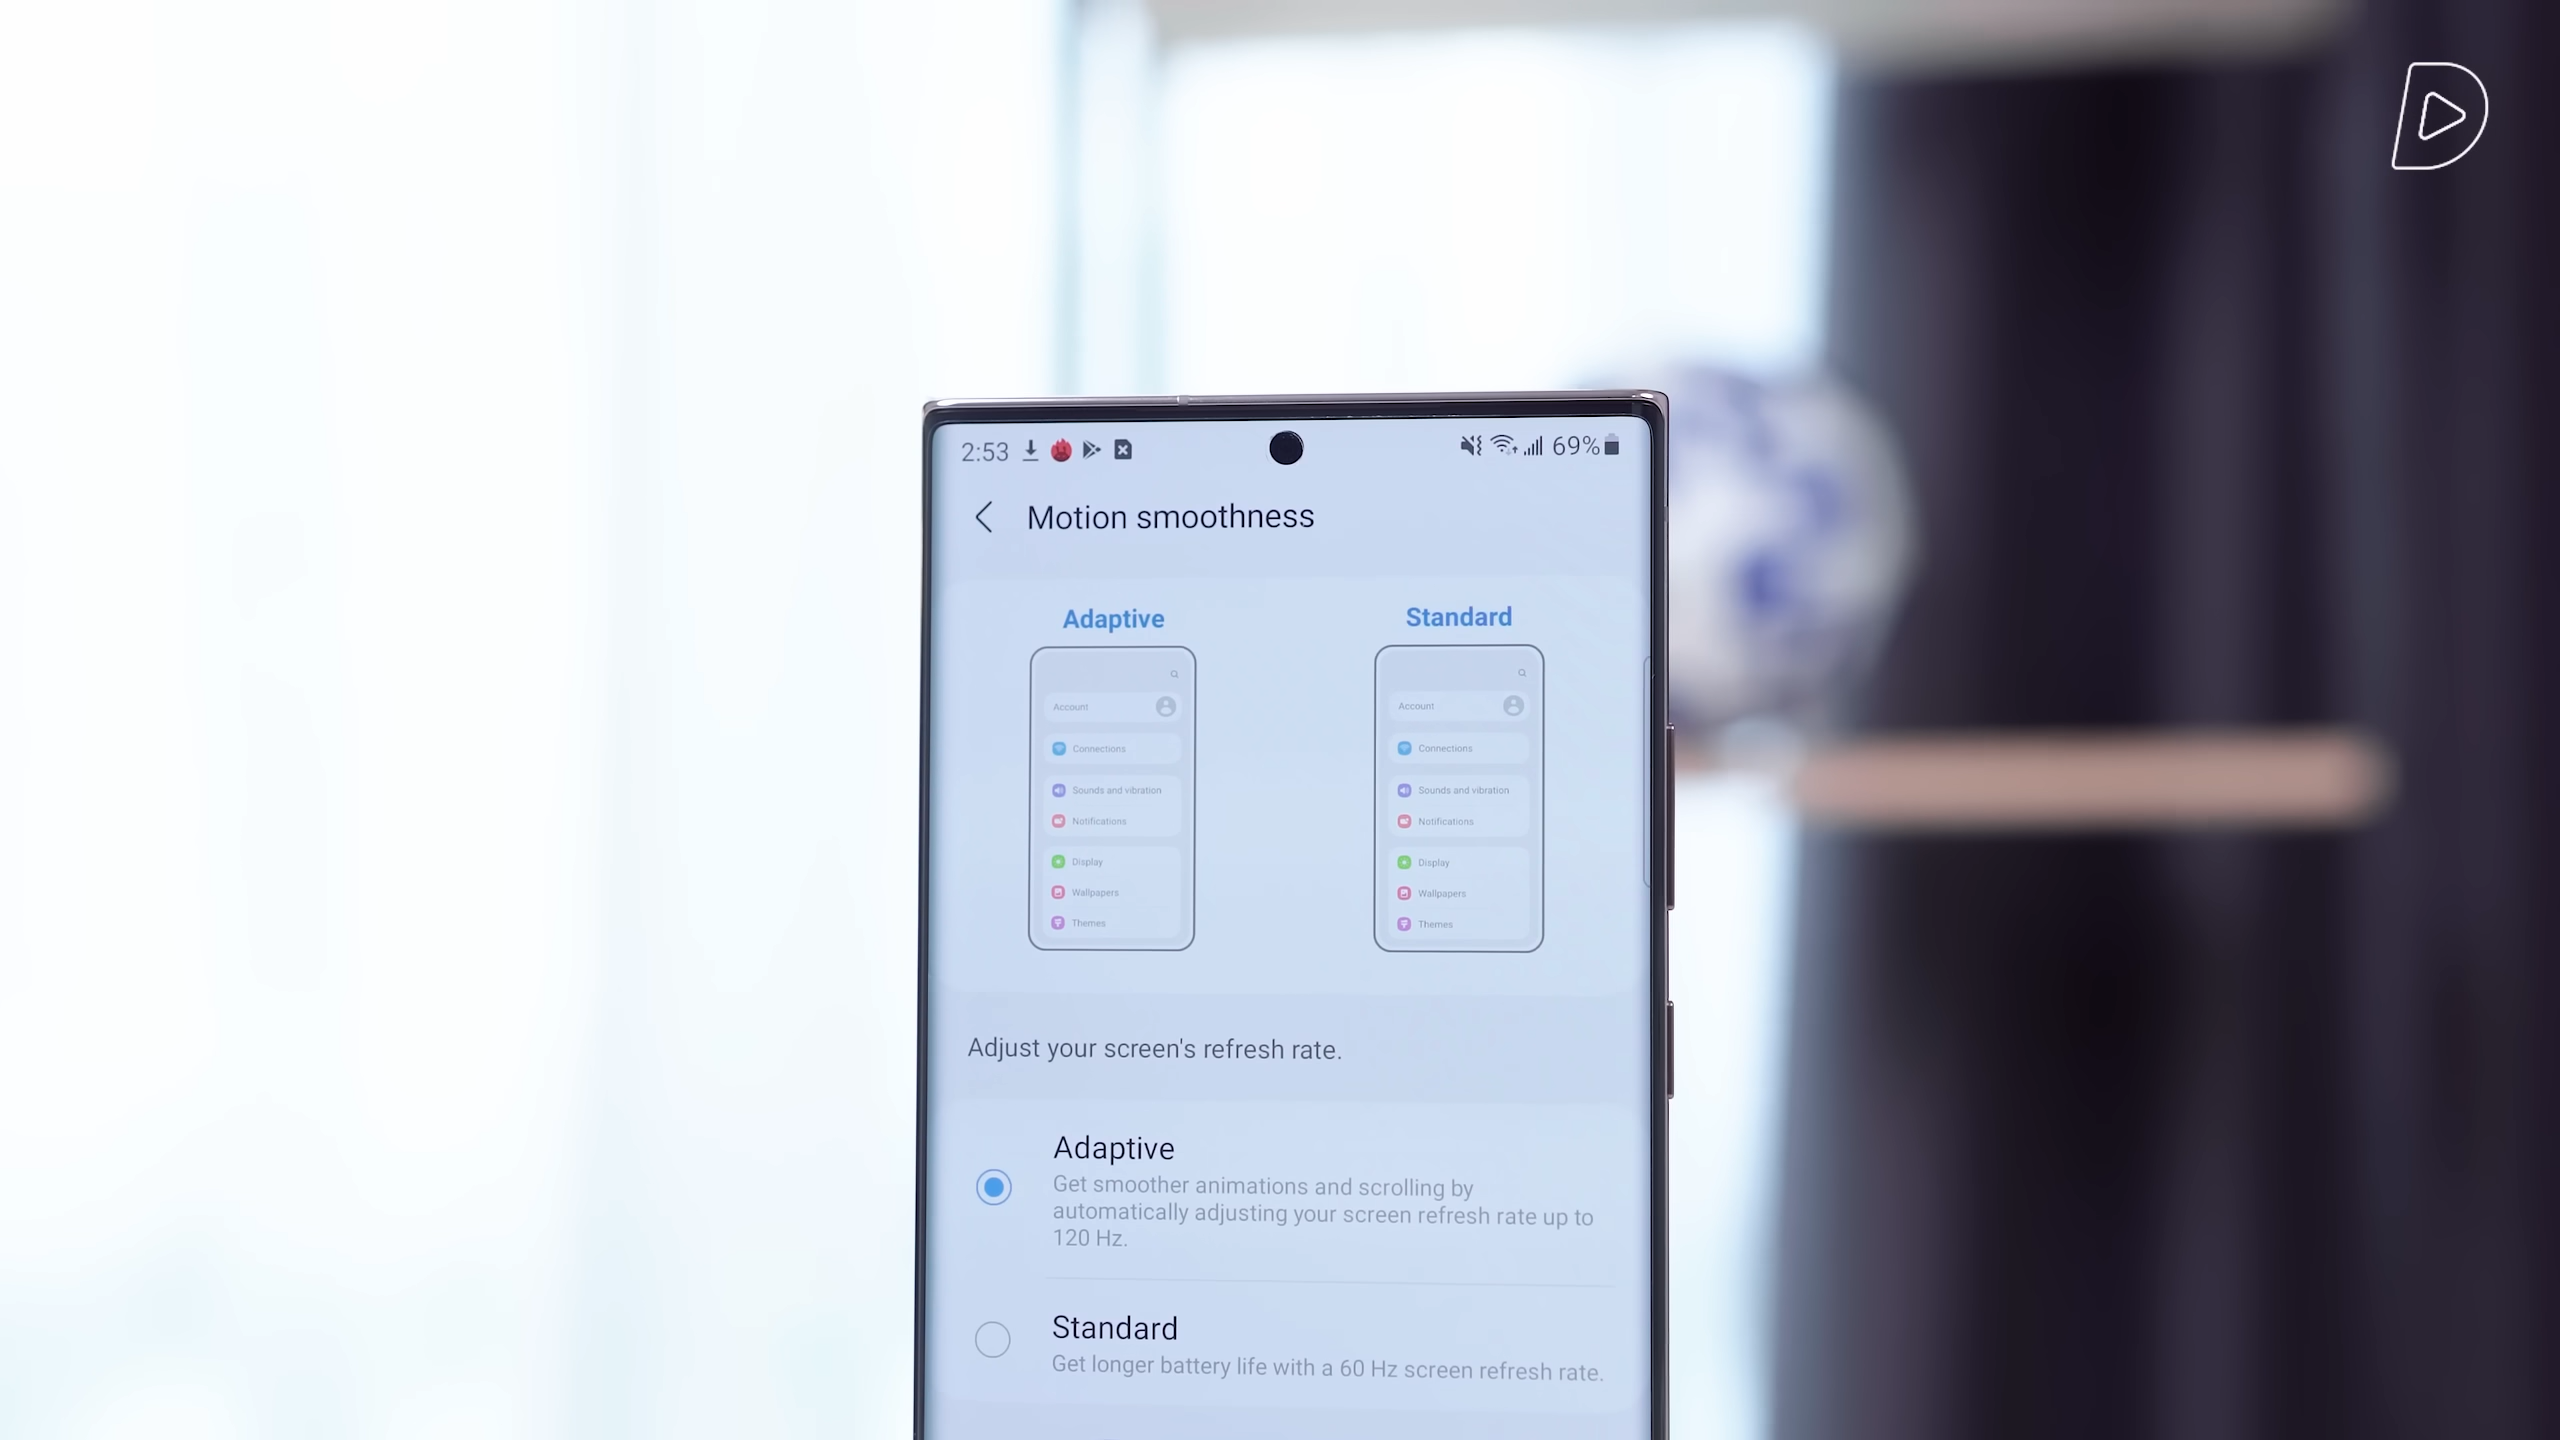 2:53
69%
Motion smoothness
Adaptive
Standard
Account
Connections
Sounds and vibration
Notifications
Display
Wallpapers
Themes
Account
Connections
Sounds and vibration
Notifications
Display
Wallpapers
Themes
Adjust your screen's refresh rate.
Adaptive
Get smoother animations and scrolling by
automatically adjusting your screen refresh rate up to
120 Hz.
Standard
Get longer battery life with a 60 Hz screen refresh rate.